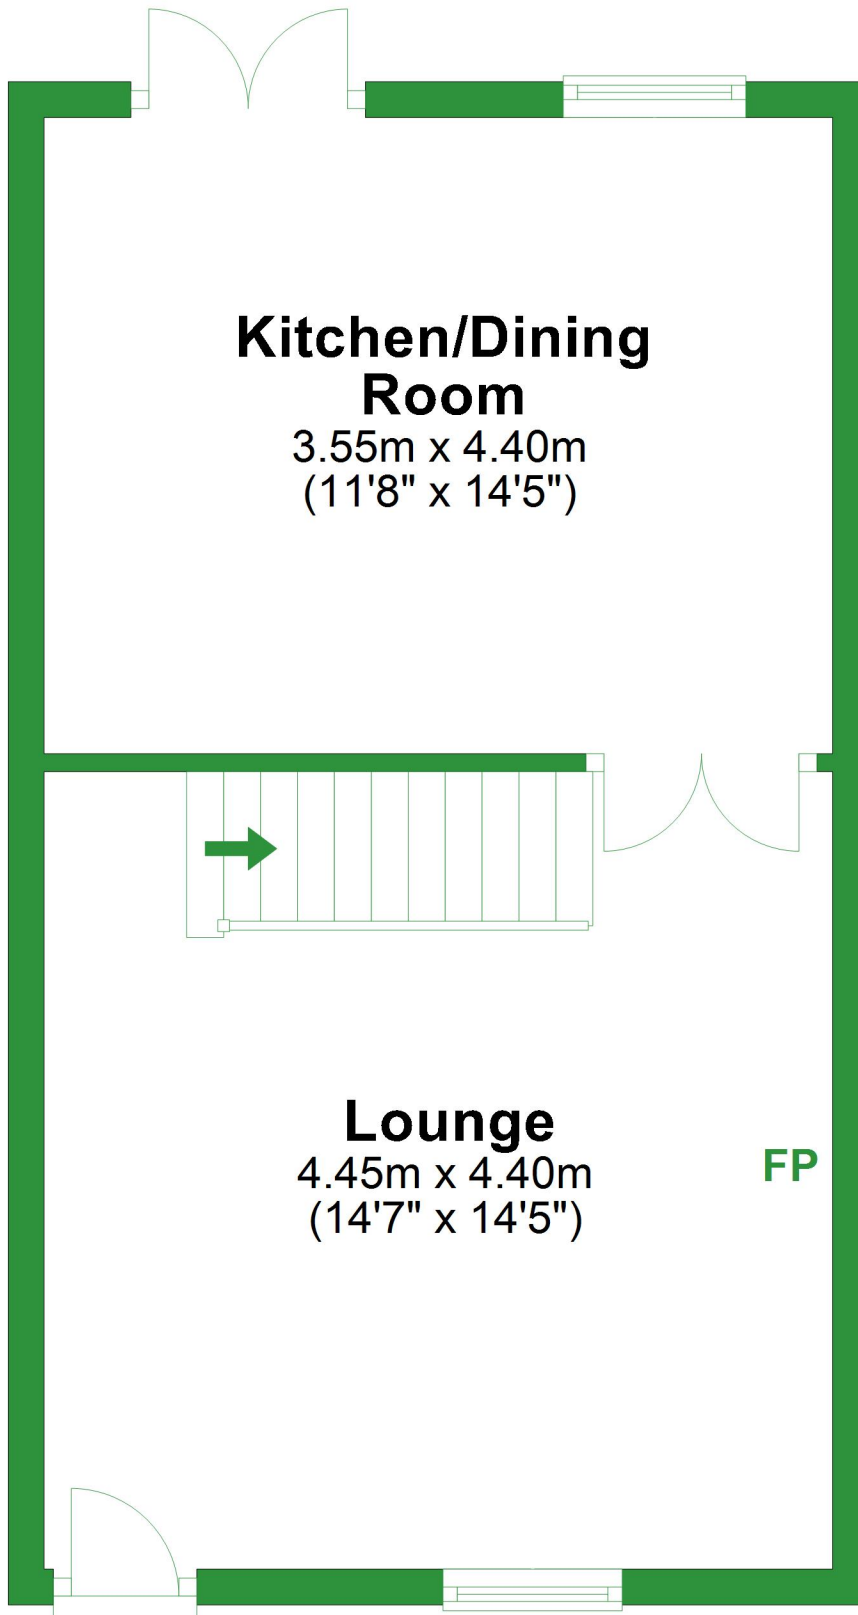 Kitchen/Dining
Room
3.55m x 4.40m
(11'8" x 14'5")
Lounge
4.45m x 4.40m
(14'7" x 14'5")
FP